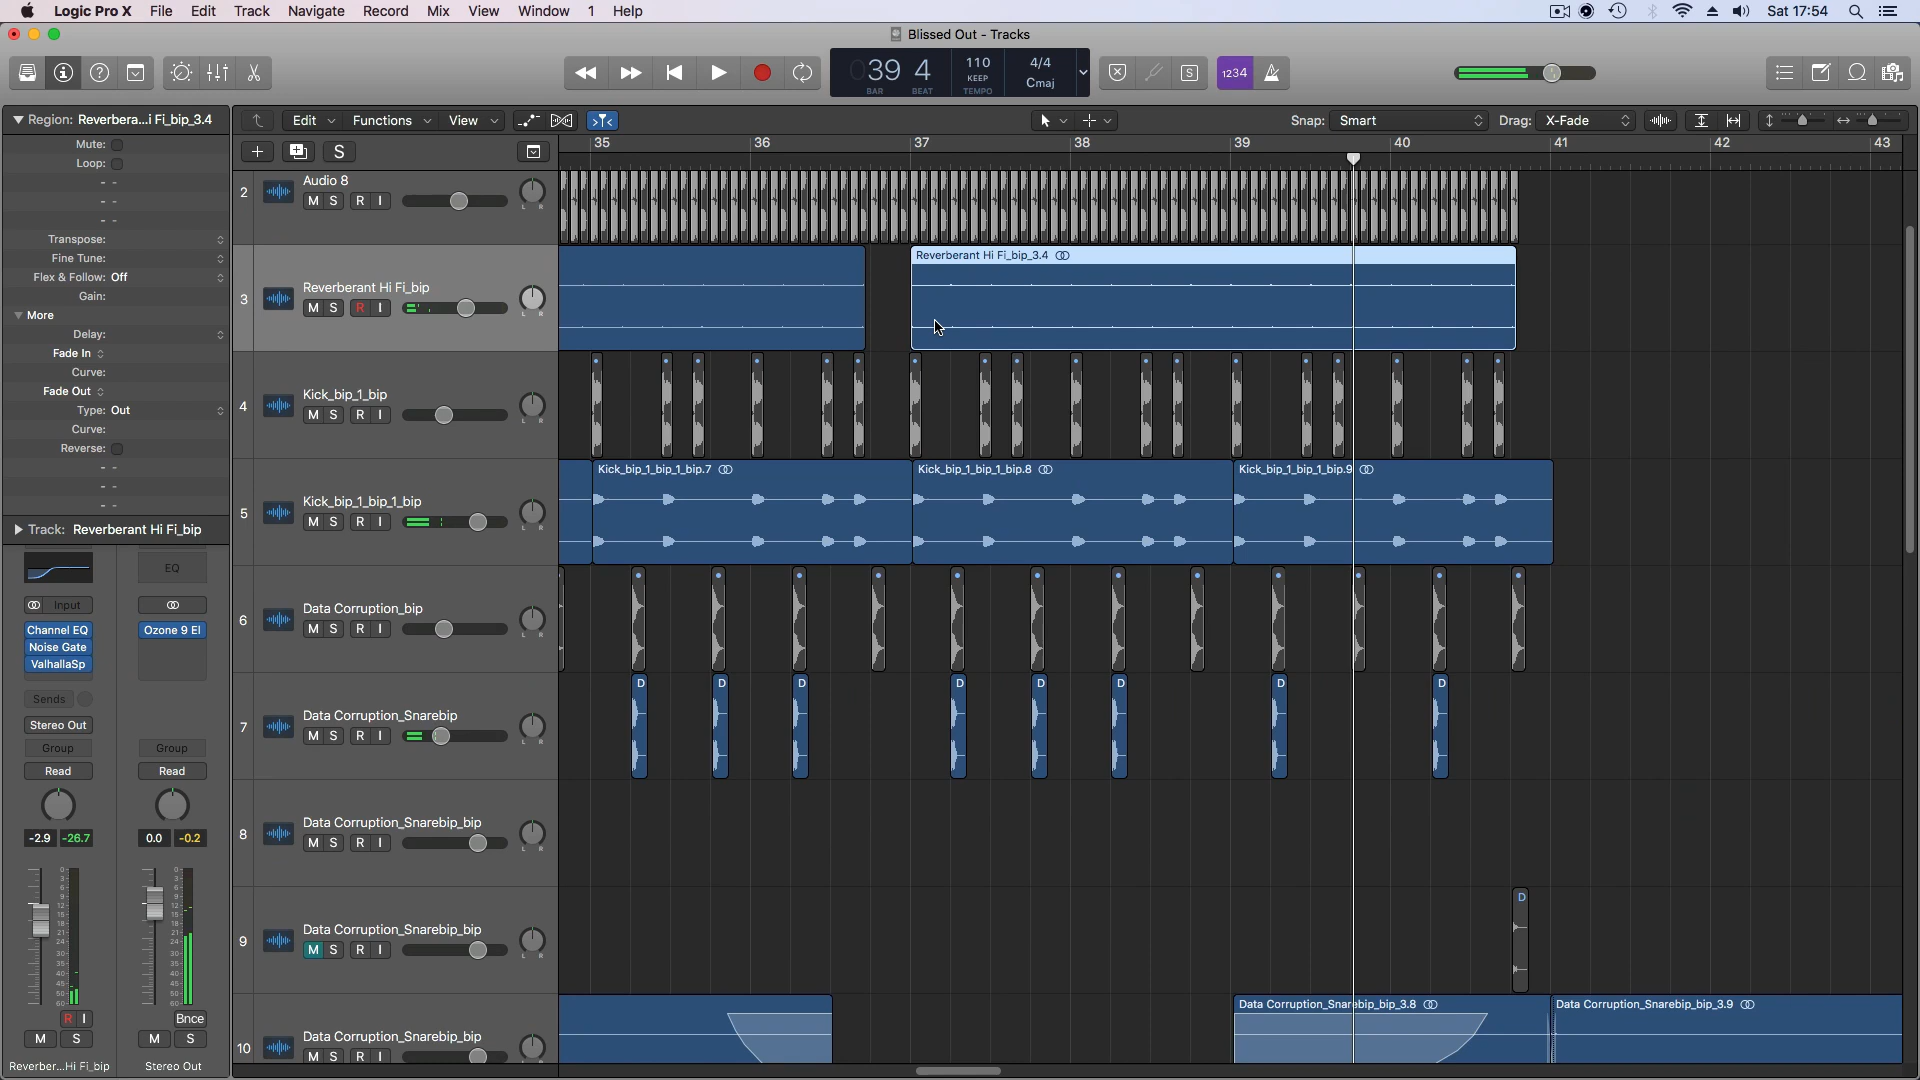 Logic Pro X File Edit Track Navigate Record Mix View Window 1 Help Sat 17:54
Blissed Out - Tracks
39 4 110 4/4
KEEP Cmaj
BAR BEAT TEMPO
S 1234
Region: Reverbera...i Fi_bip_3.4
Edit Functions View Snap: Smart Drag: X-Fade
S
35 36 37 38 39 40 41 42 43
Mute:
Loop:
Transpose:
Fine Tune:
Flex & Follow: Off
Gain:
More
Delay:
Fade In
Curve:
Fade Out
Type: Out
Curve:
Reverse:
Track: Reverberant Hi Fi_bip
EQ
Input
Channel EQ Ozone 9 El
Noise Gate
ValhallaSp
Sends
Stereo Out
Group Group
Read Read
-2.9 -26.7 0.0 -0.2
R I Bnce
M S M S
Reverber...Hi Fi_bip Stereo Out
2 Audio 8
M S R I
3 Reverberant Hi Fi_bip
M S R I
Reverberant Hi Fi_bip_3.4
4 Kick_bip_1_bip
M S R I
5 Kick_bip_1_bip_1_bip
M S R I
Kick_bip_1_bip_1_bip.7 Kick_bip_1_bip_1_bip.8 Kick_bip_1_bip_1_bip.9
6 Data Corruption_bip
M S R I
7 Data Corruption_Snarebip
M S R I
D D D D D D D D
8 Data Corruption_Snarebip_bip
M S R I
9 Data Corruption_Snarebip_bip
M S R I
D
10 Data Corruption_Snarebip_bip
M S R I
Data Corruption_Snarebip_bip_3.8 Data Corruption_Snarebip_bip_3.9